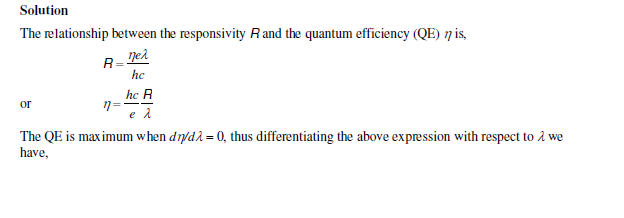 Solution
The relationship between the responsivity R and the quantum efficiency (QE) η is,
R = ηeλ / hc
or η = hc R / e λ
The QE is maximum when dη/dλ = 0, thus differentiating the above expression with respect to λ we
have,